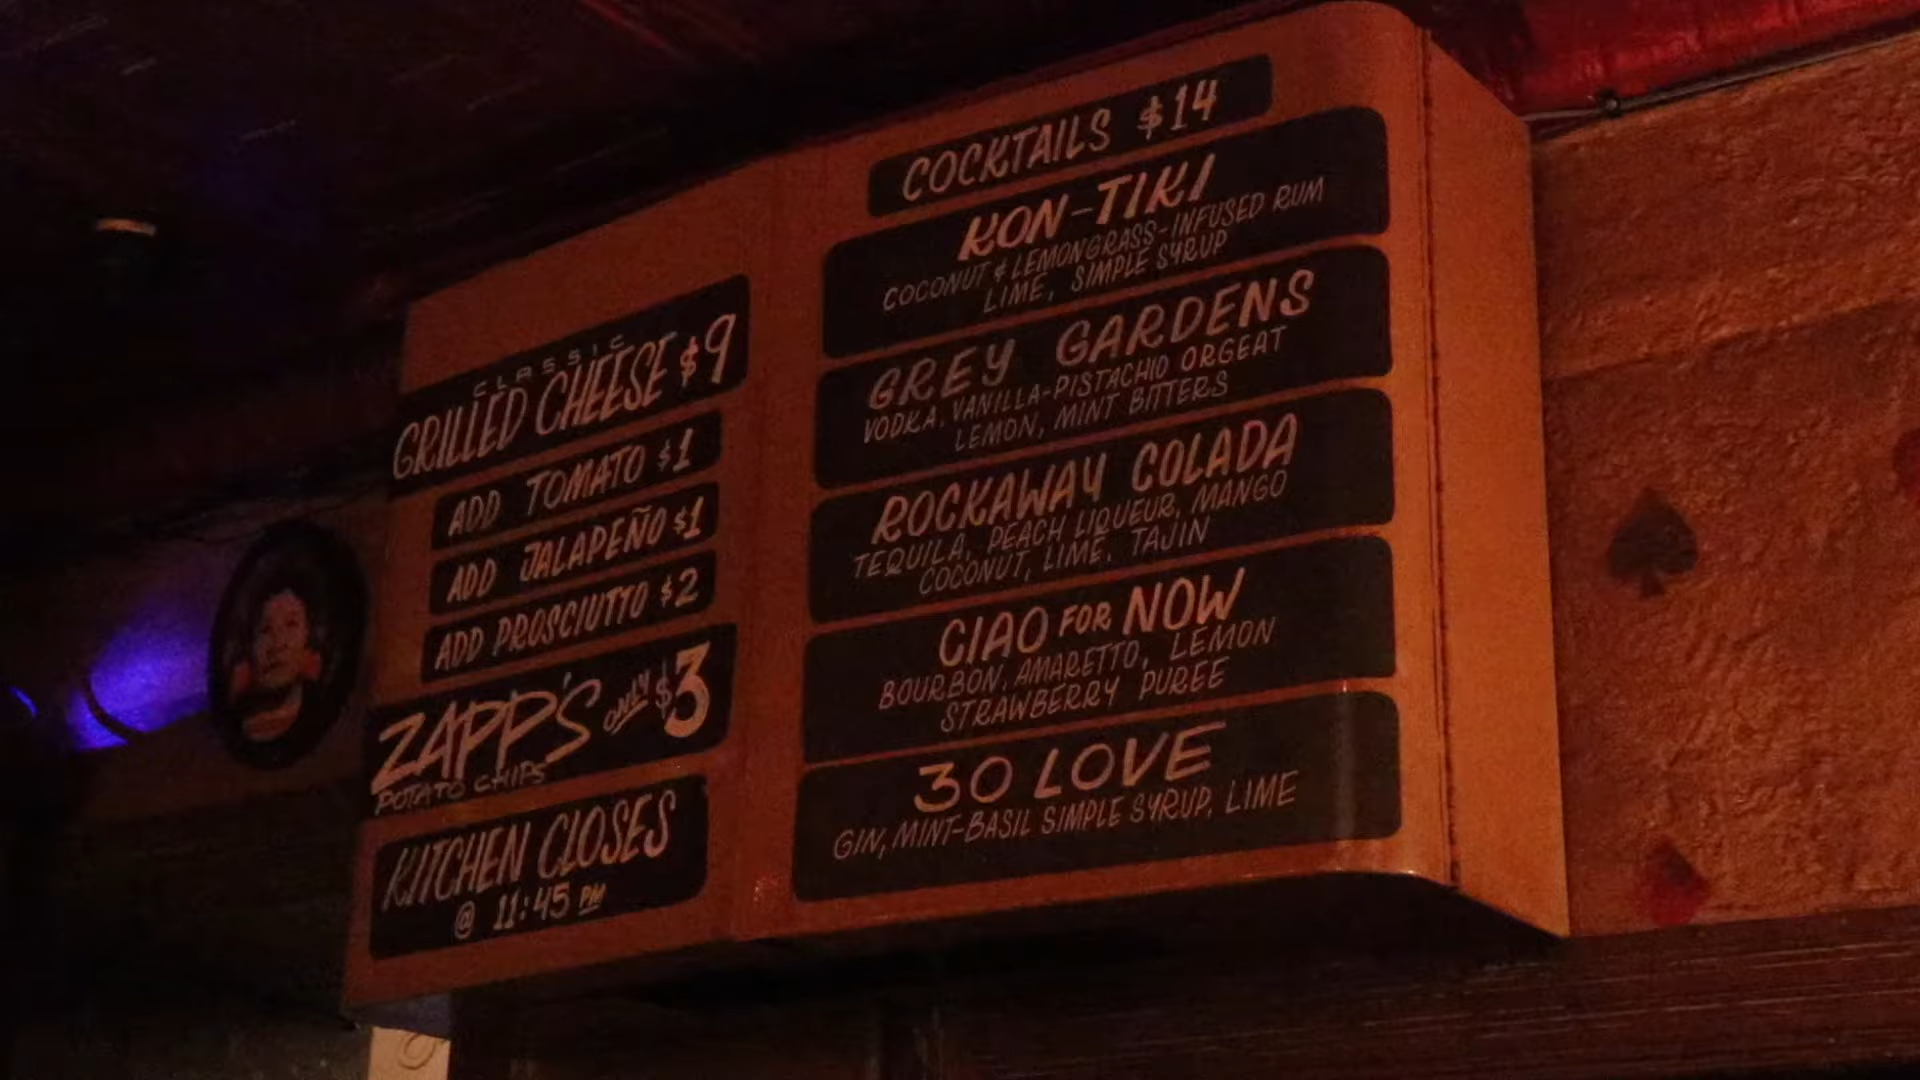 CLASSIC
GRILLED CHEESE $9
ADD TOMATO $1
ADD JALAPEÑO $1
ADD PROSCIUTTO $2
ZAPP'S ONLY $3
POTATO CHIPS
KITCHEN CLOSES
@ 11:45 PM
COCKTAILS $14
KON-TIKI
COCONUT & LEMONGRASS-INFUSED RUM
LIME, SIMPLE SYRUP
GREY GARDENS
VODKA, VANILLA-PISTACHIO ORGEAT
LEMON, MINT BITTERS
ROCKAWAY COLADA
TEQUILA, PEACH LIQUEUR, MANGO
COCONUT, LIME, TAJIN
CIAO FOR NOW
BOURBON, AMARETTO, LEMON
STRAWBERRY PUREE
30 LOVE
GIN, MINT-BASIL SIMPLE SYRUP, LIME